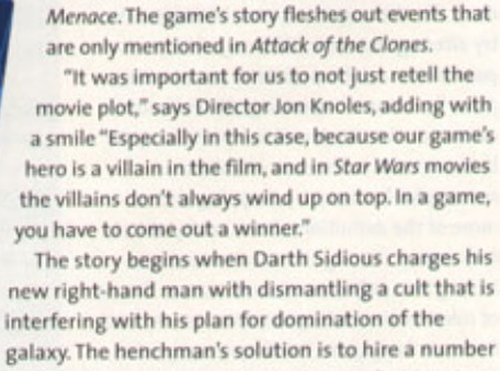 Menace. The game's story fleshes out events that
are only mentioned in Attack of the Clones.
"It was important for us to not just retell the
movie plot," says Director Jon Knoles, adding with
a smile "Especially in this case, because our game's
hero is a villain in the film, and in Star Wars movies
the villains don't always wind up on top. In a game,
you have to come out a winner."
The story begins when Darth Sidious charges his
new right-hand man with dismantling a cult that is
interfering with his plan for domination of the
galaxy. The henchman's solution is to hire a number